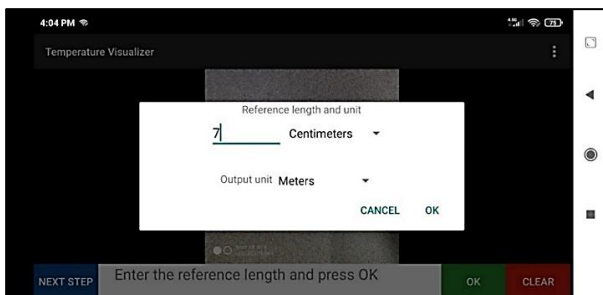 4:04 PM
75
Temperature Visualizer
Reference length and unit
7 Centimeters
Output unit Meters
CANCEL OK
NEXT STEP Enter the reference length and press OK OK CLEAR